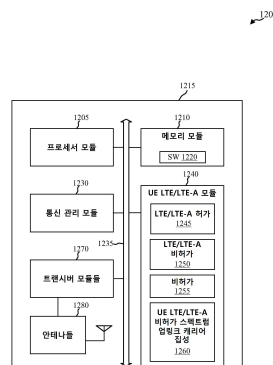 120
1215
1205
프로세서 모듈
1210
메모리 모듈
SW 1220
1230
통신 관리 모듈
1240
UE LTE/LTE-A 모듈
LTE/LTE-A 허가
1245
1235
LTE/LTE-A
비허가
1250
1270
트랜시버 모듈들
비허가
1255
1280
안테나들
UE LTE/LTE-A
비허가 스펙트럼
업링크 캐리어
집성
1260